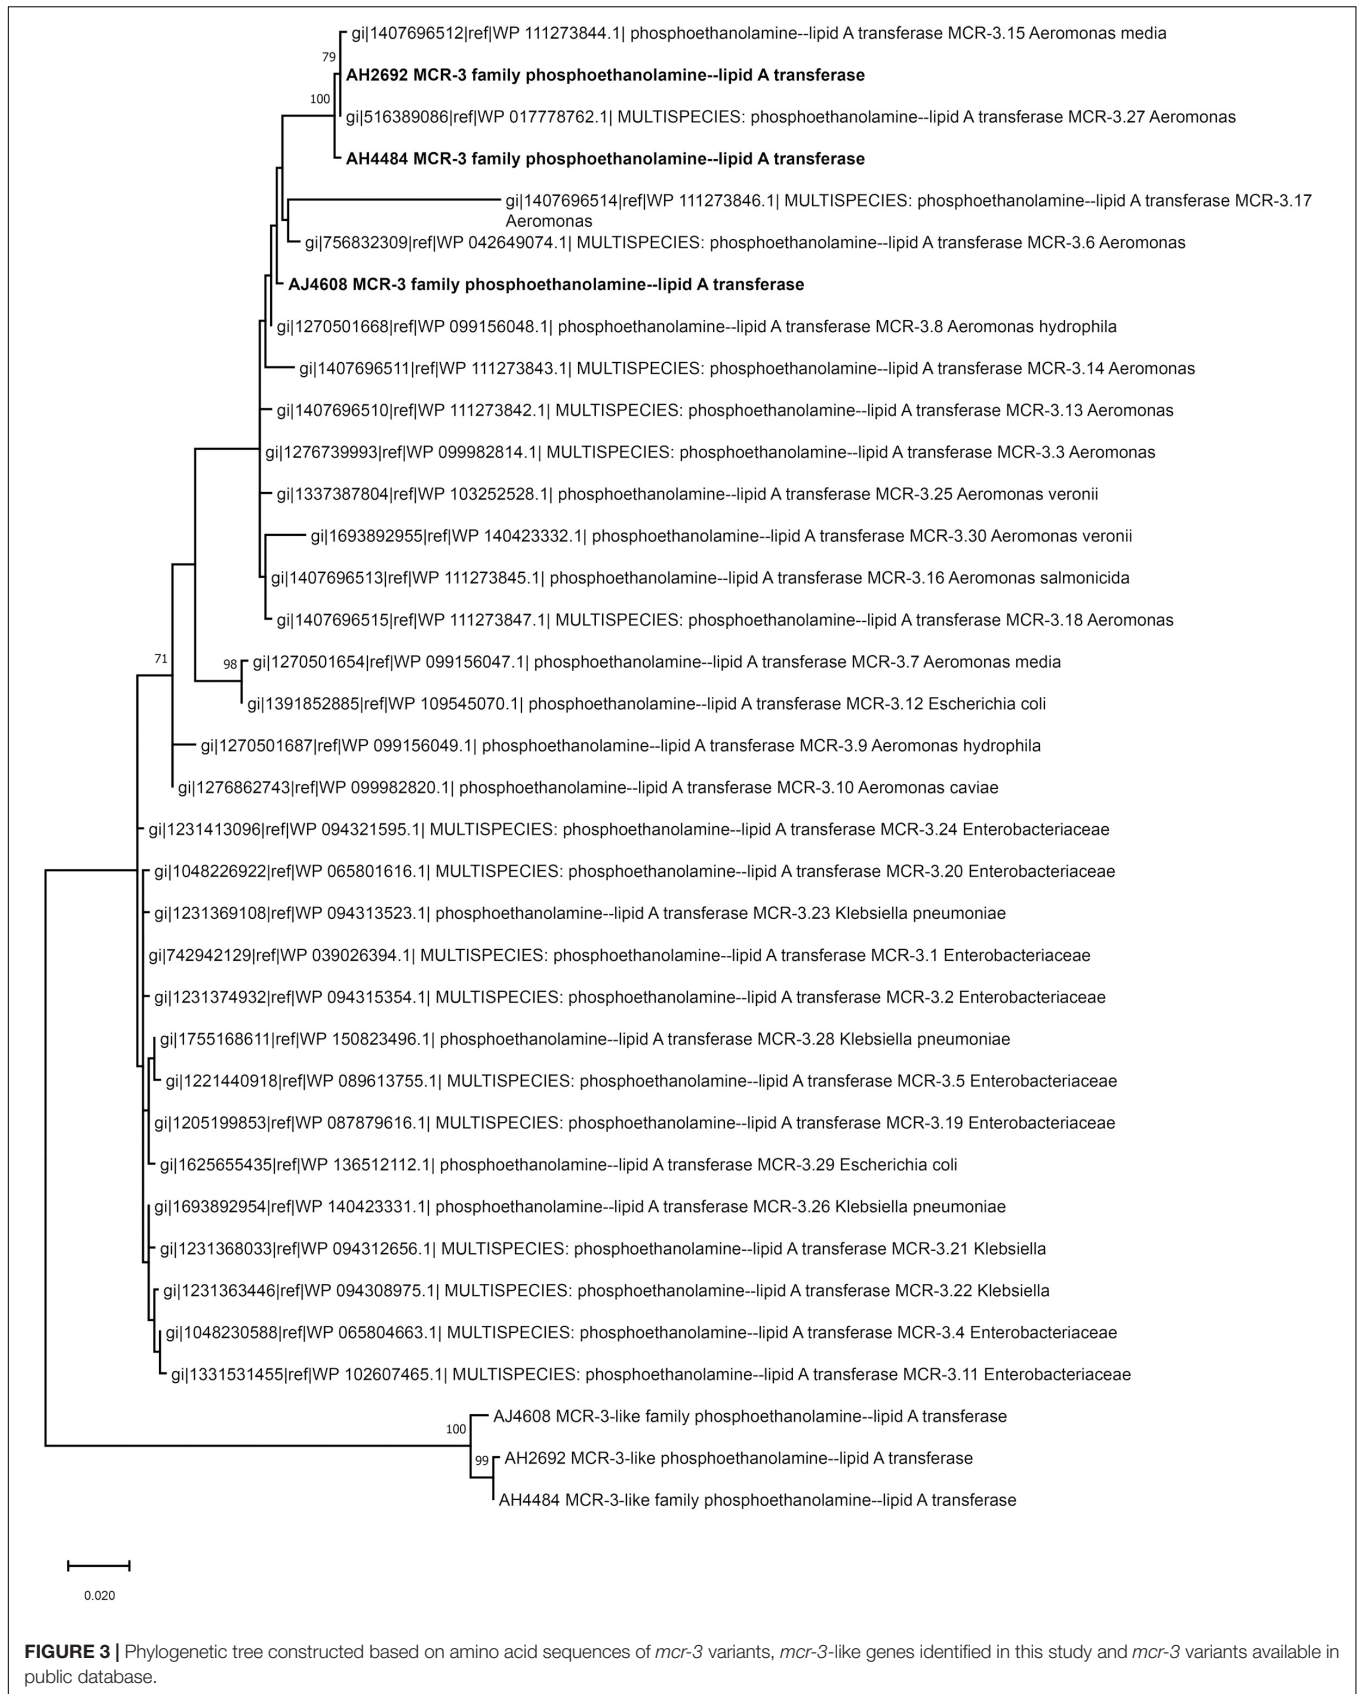 gi|1407696512|ref|WP 111273844.1| phosphoethanolamine--lipid A transferase MCR-3.15 Aeromonas media
79
AH2692 MCR-3 family phosphoethanolamine--lipid A transferase
100
gi|516389086|ref|WP 017778762.1| MULTISPECIES: phosphoethanolamine--lipid A transferase MCR-3.27 Aeromonas
AH4484 MCR-3 family phosphoethanolamine--lipid A transferase
gi|1407696514|ref|WP 111273846.1| MULTISPECIES: phosphoethanolamine--lipid A transferase MCR-3.17
Aeromonas
gi|756832309|ref|WP 042649074.1| MULTISPECIES: phosphoethanolamine--lipid A transferase MCR-3.6 Aeromonas
AJ4608 MCR-3 family phosphoethanolamine--lipid A transferase
gi|1270501668|ref|WP 099156048.1| phosphoethanolamine--lipid A transferase MCR-3.8 Aeromonas hydrophila
gi|1407696511|ref|WP 111273843.1| MULTISPECIES: phosphoethanolamine--lipid A transferase MCR-3.14 Aeromonas
gi|1407696510|ref|WP 111273842.1| MULTISPECIES: phosphoethanolamine--lipid A transferase MCR-3.13 Aeromonas
gi|1276739993|ref|WP 099982814.1| MULTISPECIES: phosphoethanolamine--lipid A transferase MCR-3.3 Aeromonas
gi|1337387804|ref|WP 103252528.1| phosphoethanolamine--lipid A transferase MCR-3.25 Aeromonas veronii
gi|1693892955|ref|WP 140423332.1| phosphoethanolamine--lipid A transferase MCR-3.30 Aeromonas veronii
gi|1407696513|ref|WP 111273845.1| phosphoethanolamine--lipid A transferase MCR-3.16 Aeromonas salmonicida
gi|1407696515|ref|WP 111273847.1| MULTISPECIES: phosphoethanolamine--lipid A transferase MCR-3.18 Aeromonas
71
98
gi|1270501654|ref|WP 099156047.1| phosphoethanolamine--lipid A transferase MCR-3.7 Aeromonas media
gi|1391852885|ref|WP 109545070.1| phosphoethanolamine--lipid A transferase MCR-3.12 Escherichia coli
gi|1270501687|ref|WP 099156049.1| phosphoethanolamine--lipid A transferase MCR-3.9 Aeromonas hydrophila
gi|1276862743|ref|WP 099982820.1| phosphoethanolamine--lipid A transferase MCR-3.10 Aeromonas caviae
gi|1231413096|ref|WP 094321595.1| MULTISPECIES: phosphoethanolamine--lipid A transferase MCR-3.24 Enterobacteriaceae
gi|1048226922|ref|WP 065801616.1| MULTISPECIES: phosphoethanolamine--lipid A transferase MCR-3.20 Enterobacteriaceae
gi|1231369108|ref|WP 094313523.1| phosphoethanolamine--lipid A transferase MCR-3.23 Klebsiella pneumoniae
gi|742942129|ref|WP 039026394.1| MULTISPECIES: phosphoethanolamine--lipid A transferase MCR-3.1 Enterobacteriaceae
gi|1231374932|ref|WP 094315354.1| MULTISPECIES: phosphoethanolamine--lipid A transferase MCR-3.2 Enterobacteriaceae
gi|1755168611|ref|WP 150823496.1| phosphoethanolamine--lipid A transferase MCR-3.28 Klebsiella pneumoniae
gi|1221440918|ref|WP 089613755.1| MULTISPECIES: phosphoethanolamine--lipid A transferase MCR-3.5 Enterobacteriaceae
gi|1205199853|ref|WP 087879616.1| MULTISPECIES: phosphoethanolamine--lipid A transferase MCR-3.19 Enterobacteriaceae
gi|1625655435|ref|WP 136512112.1| phosphoethanolamine--lipid A transferase MCR-3.29 Escherichia coli
gi|1693892954|ref|WP 140423331.1| phosphoethanolamine--lipid A transferase MCR-3.26 Klebsiella pneumoniae
gi|1231368033|ref|WP 094312656.1| MULTISPECIES: phosphoethanolamine--lipid A transferase MCR-3.21 Klebsiella
gi|1231363446|ref|WP 094308975.1| MULTISPECIES: phosphoethanolamine--lipid A transferase MCR-3.22 Klebsiella
gi|1048230588|ref|WP 065804663.1| MULTISPECIES: phosphoethanolamine--lipid A transferase MCR-3.4 Enterobacteriaceae
gi|1331531455|ref|WP 102607465.1| MULTISPECIES: phosphoethanolamine--lipid A transferase MCR-3.11 Enterobacteriaceae
AJ4608 MCR-3-like family phosphoethanolamine--lipid A transferase
100
99
AH2692 MCR-3-like phosphoethanolamine--lipid A transferase
AH4484 MCR-3-like family phosphoethanolamine--lipid A transferase
0.020
FIGURE 3 | Phylogenetic tree constructed based on amino acid sequences of mcr-3 variants, mcr-3-like genes identified in this study and mcr-3 variants available in
public database.